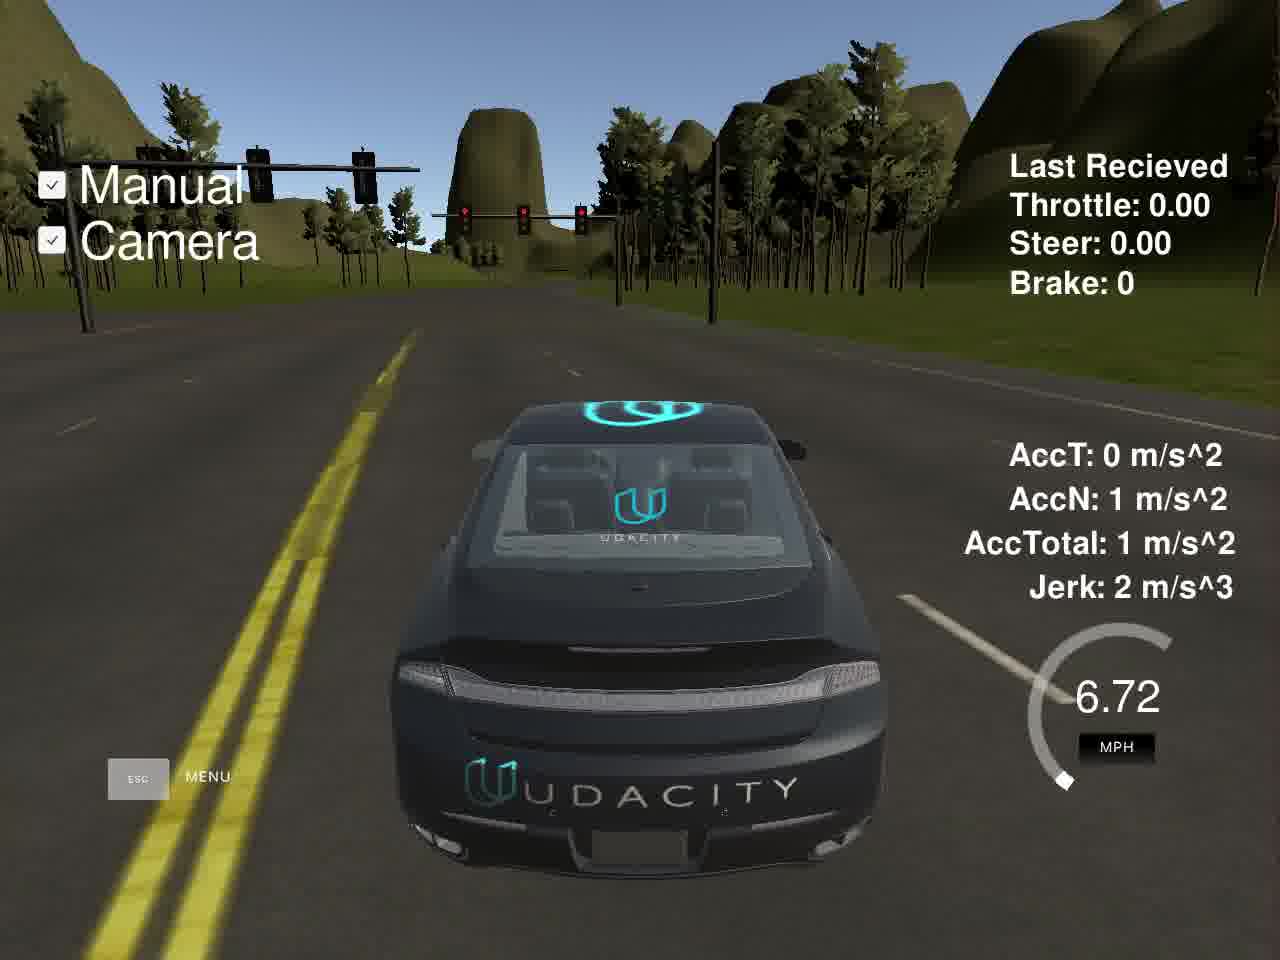 Manual
Camera
Last Recieved
Throttle: 0.00
Steer: 0.00
Brake: 0
AccT: 0 m/s^2
AccN: 1 m/s^2
AccTotal: 1 m/s^2
Jerk: 2 m/s^3
UDACITY
6.72
MPH
ESC
MENU
UDACITY